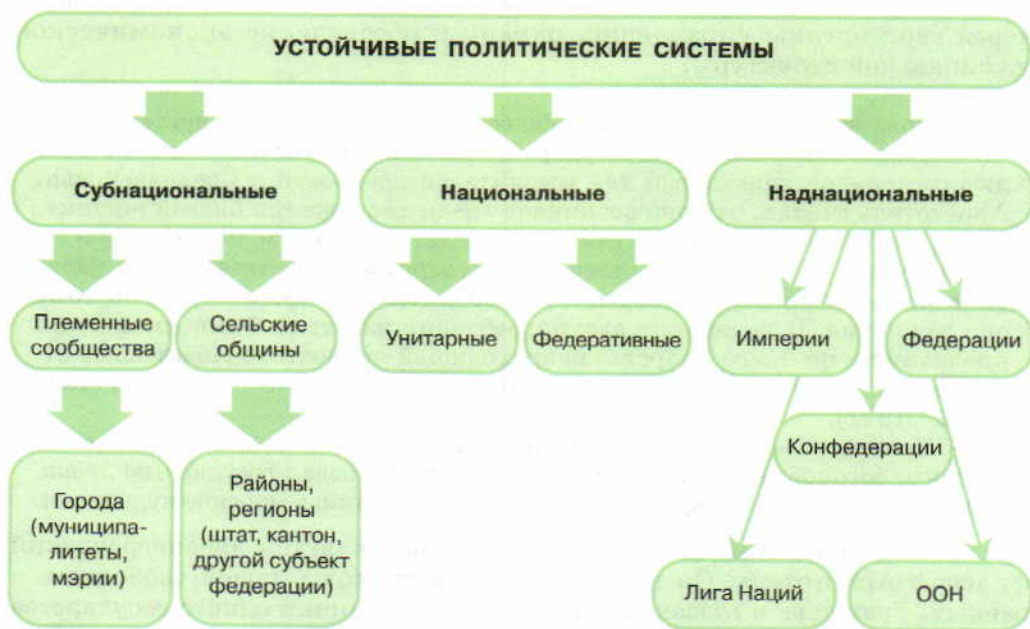 УСТОЙЧИВЫЕ ПОЛИТИЧЕСКИЕ СИСТЕМЫ
Субнациональные
Национальные
Наднациональные
Племенные
сообщества
Сельские
общины
Унитарные
Федеративные
Империи
Федерации
Конфедерации
Города
(муниципа-
литеты,
мэрии)
Районы,
регионы
(штат, кантон,
другой субъект
федерации)
Лига Наций
ООН